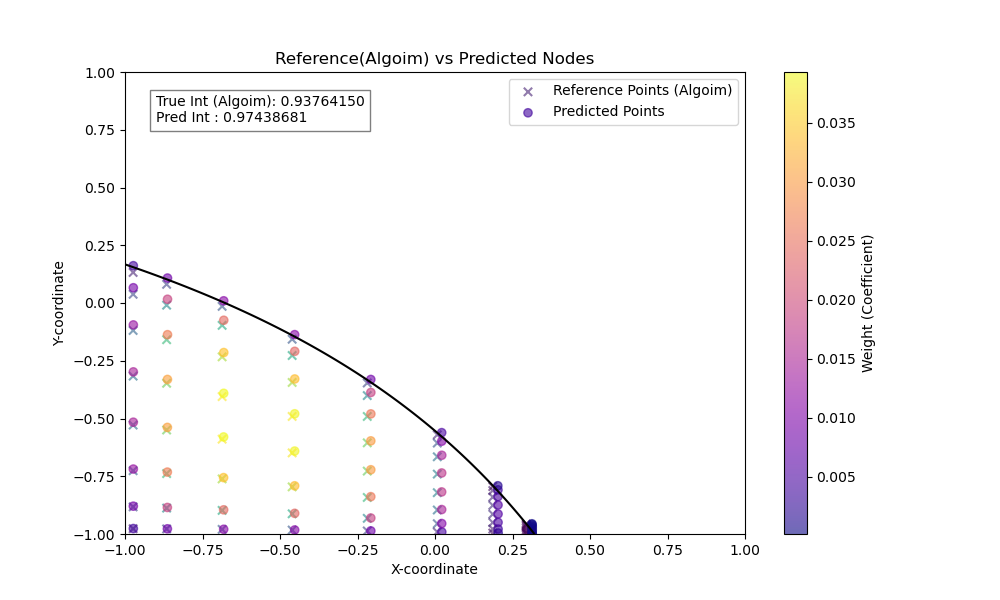 Reference(Algoim) vs Predicted Nodes
True Int (Algoim): 0.93764150
Pred Int : 0.97438681
Reference Points (Algoim)
Predicted Points
1.00
0.75
0.50
0.25
0.00
−0.25
−0.50
−0.75
−1.00
Y-coordinate
−1.00 −0.75 −0.50 −0.25 0.00 0.25 0.50 0.75 1.00
X-coordinate
0.035
0.030
0.025
0.020
0.015
0.010
0.005
Weight (Coefficient)